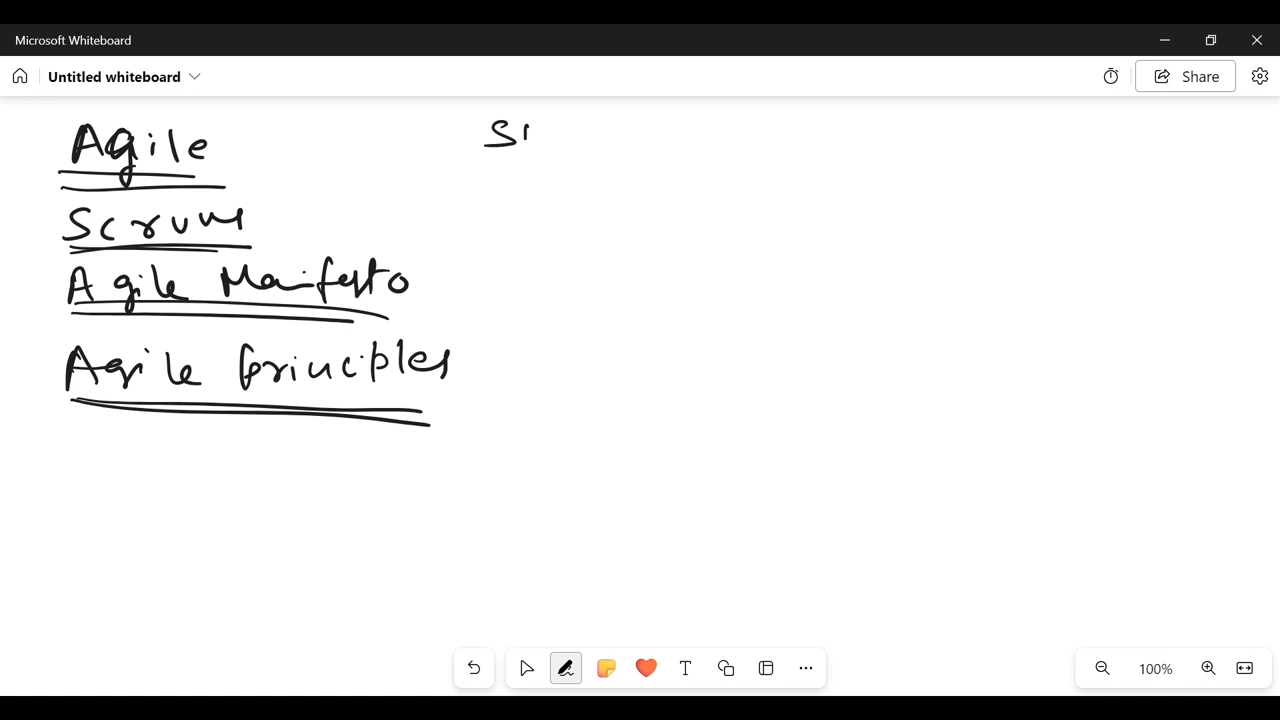 Microsoft Whiteboard
Untitled whiteboard
Share
Agile
Scrum
Agile Manifesto
Agile Principles
100%